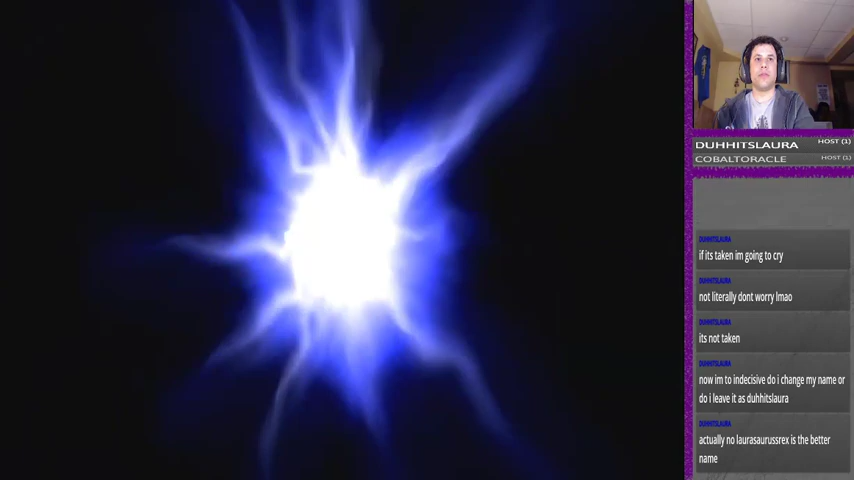 DUHHITSLAURA HOST (1)
COBALTORACLE HOST (1)
DUHHITSLAURA
if its taken im going to cry
DUHHITSLAURA
not literally dont worry lmao
DUHHITSLAURA
its not taken
DUHHITSLAURA
now im to indecisive do i change my name or
do i leave it as duhhitslaura
DUHHITSLAURA
actually no laurasaurussrex is the better
name